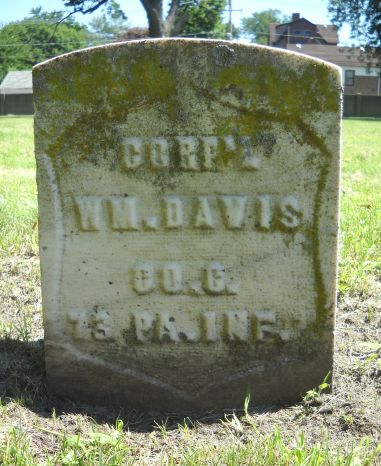 CORP'L
WM. DAVIS
CO. G.
73 PA. INF.